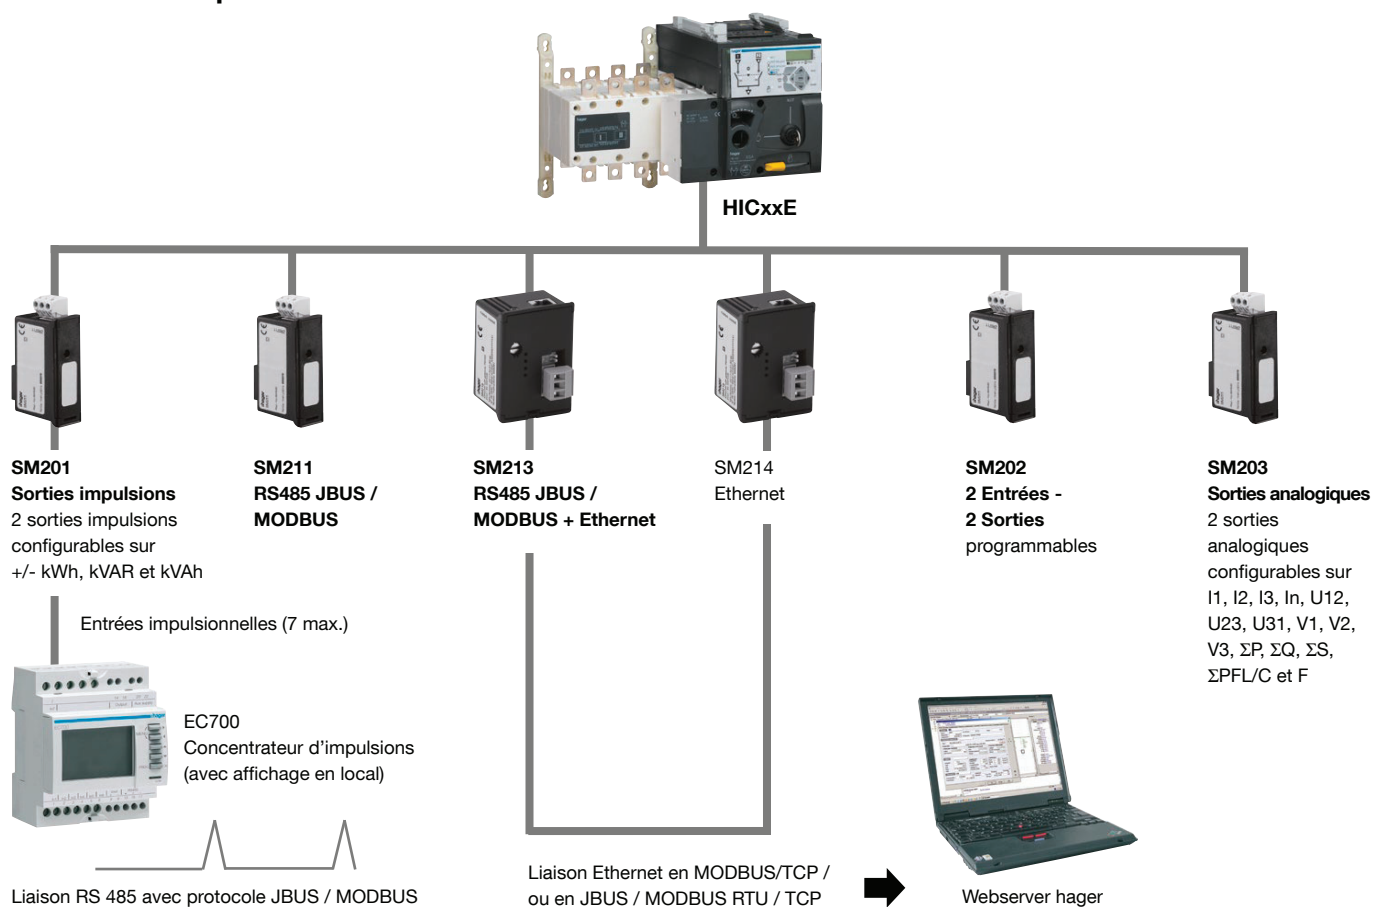 HICxxE
SM201
Sorties impulsions
2 sorties impulsions
configurables sur
+/- kWh, kVAR et kVAh
SM211
RS485 JBUS /
MODBUS
SM213
RS485 JBUS /
MODBUS + Ethernet
SM214
Ethernet
SM202
2 Entrées -
2 Sorties
programmables
SM203
Sorties analogiques
2 sorties
analogiques
configurables sur
I1, I2, I3, In, U12,
U23, U31, V1, V2,
V3, ΣP, ΣQ, ΣS,
ΣPFL/C et F
Entrées impulsionnelles (7 max.)
:hager
EC700
Concentrateur d'impulsions
(avec affichage en local)
Liaison RS 485 avec protocole JBUS / MODBUS
Liaison Ethernet en MODBUS/TCP /
ou en JBUS / MODBUS RTU / TCP
Webserver hager